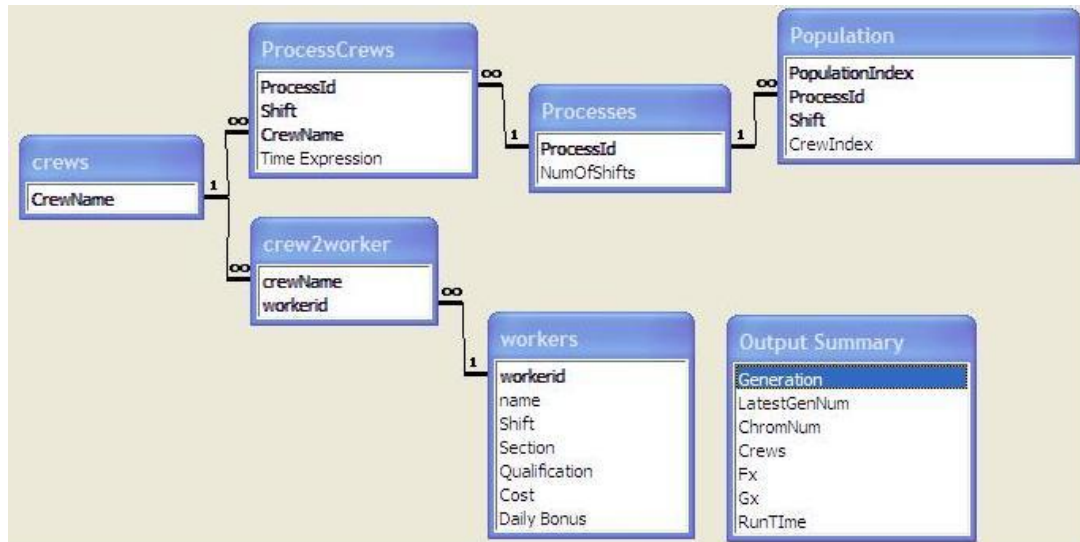 ProcessCrews
ProcessId
Shift
CrewName
Time Expression
Processes
ProcessId
NumOfShifts
Population
PopulationIndex
ProcessId
Shift
CrewIndex
crews
CrewName
crew2worker
crewName
workerid
workers
workerid
name
Shift
Section
Qualification
Cost
Daily Bonus
Output Summary
Generation
LatestGenNum
ChromNum
Crews
Fx
Gx
RunTIme
1
∞
∞
∞
1
1
∞
∞
1